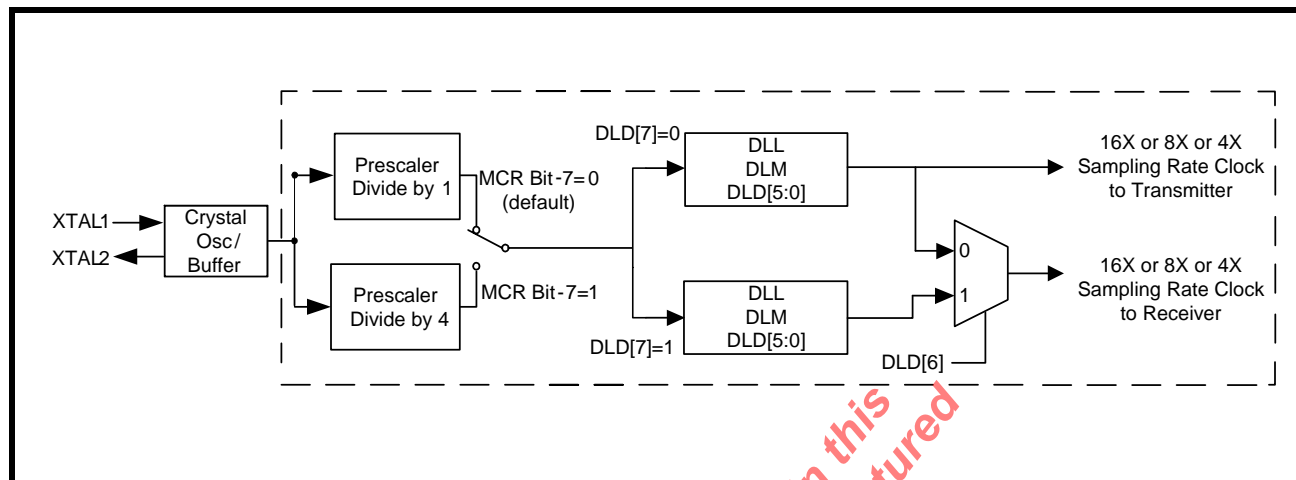 XTAL1
XTAL2
Crystal
Osc/
Buffer
Prescaler
Divide by 1
Prescaler
Divide by 4
MCR Bit-7=0
(default)
MCR Bit-7=1
DLD[7]=0
DLL
DLM
DLD[5:0]
DLD[7]=1
DLL
DLM
DLD[5:0]
0
1
DLD[6]
16X or 8X or 4X
Sampling Rate Clock
to Transmitter
16X or 8X or 4X
Sampling Rate Clock
to Receiver
this